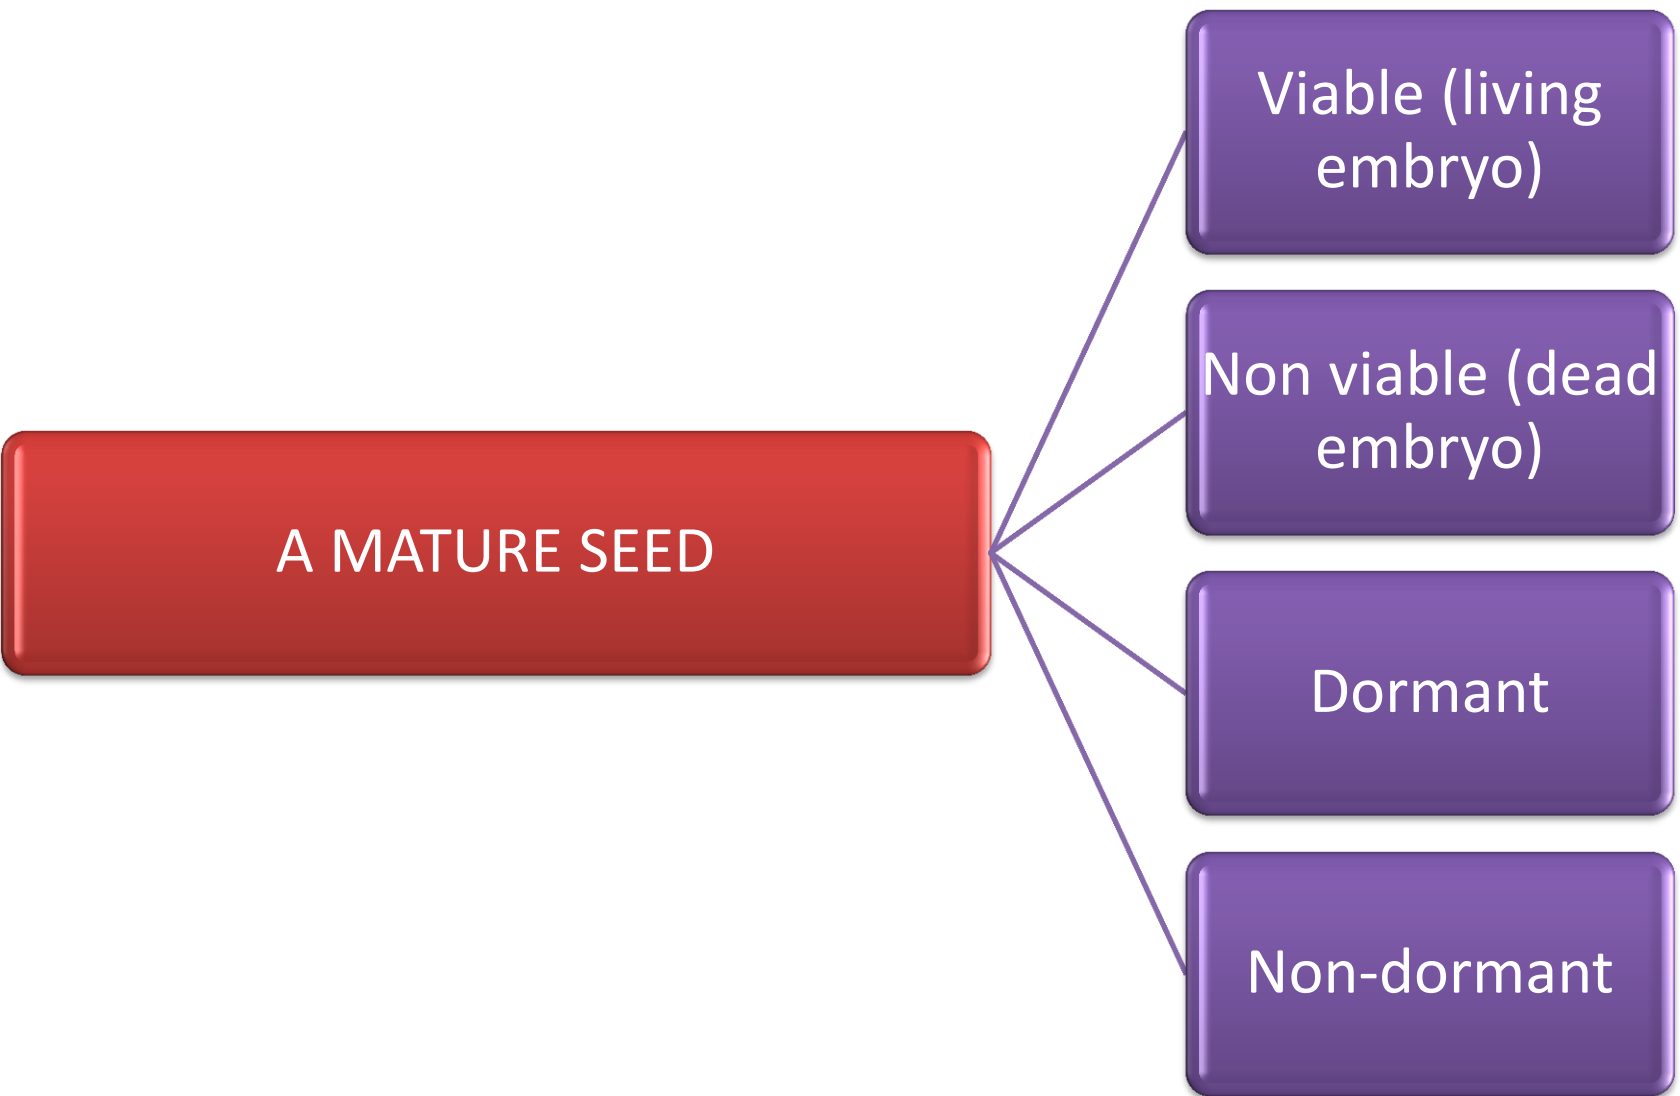 A MATURE SEED
Viable (living
embryo)
Non viable (dead
embryo)
Dormant
Non-dormant